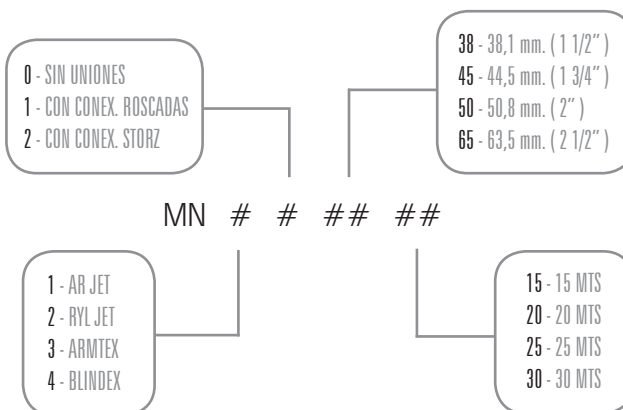 0 - SIN UNIONES
1 - CON CONEX. ROSCADAS
2 - CON CONEX. STORZ
38 - 38,1 mm. ( 1 1/2” )
45 - 44,5 mm. ( 1 3/4” )
50 - 50,8 mm. ( 2” )
65 - 63,5 mm. ( 2 1/2” )
MN # # ## ##
1 - AR JET
2 - RYL JET
3 - ARMTEX
4 - BLINDEX
15 - 15 MTS
20 - 20 MTS
25 - 25 MTS
30 - 30 MTS